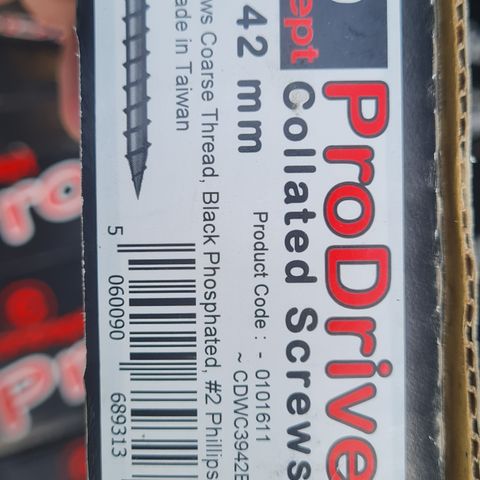 ept
ProDrive
Collated Screws
42 mm
Product Code : - 0101611
~ CDWC3942B
ws Coarse Thread, Black Phosphated, #2 Phillips
ade in Taiwan
5 060090 689313